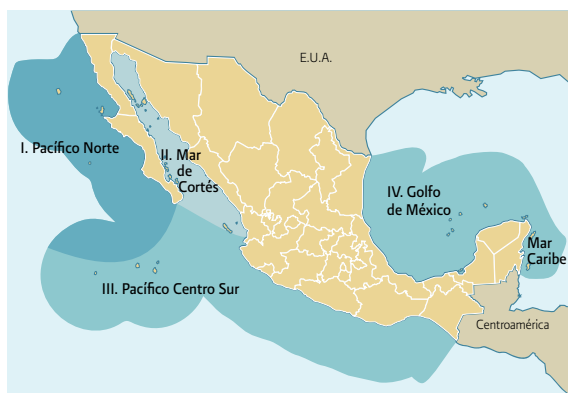 E.U.A.
I. Pacífico Norte
II. Mar
de
Cortés
IV. Golfo
de México
Mar
Caribe
III. Pacífico Centro Sur
Centroamérica